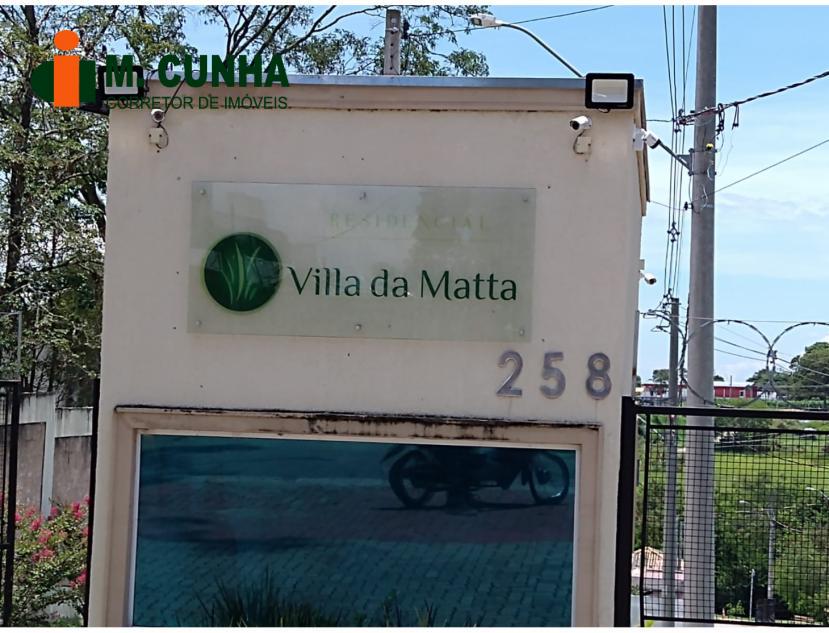 M. CUNHA
CORRETOR DE IMÓVEIS.
RESIDENCIAL
Villa da Matta
258